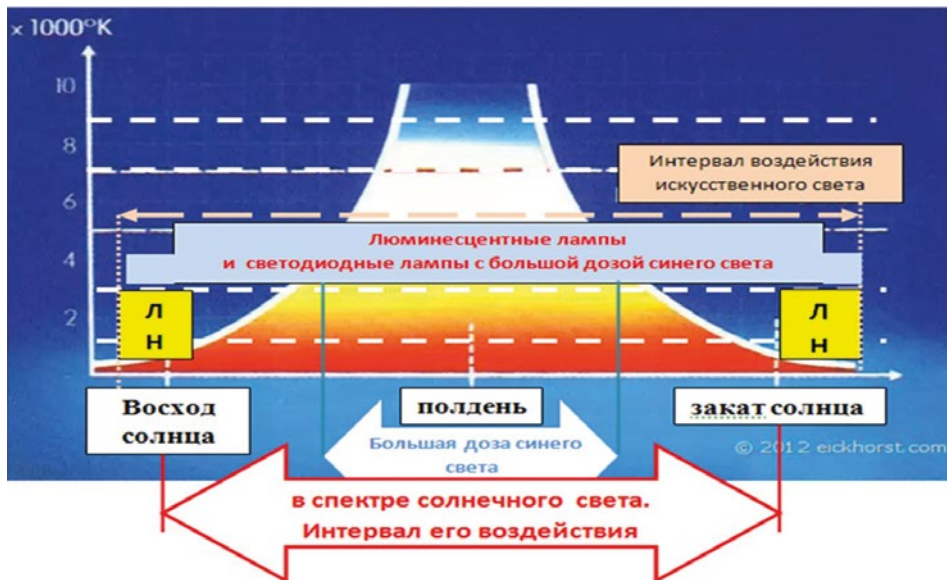 x 1000°K
10
8
6
4
2
Интервал воздействия
искусственного света
Люминесцентные лампы
и светодиодные лампы с большой дозой синего света
Л
Н
Л
Н
Восход
солнца
полдень
закат солнца
Большая доза синего
света
© 2012 eickhorst.com
в спектре солнечного света.
Интервал его воздействия